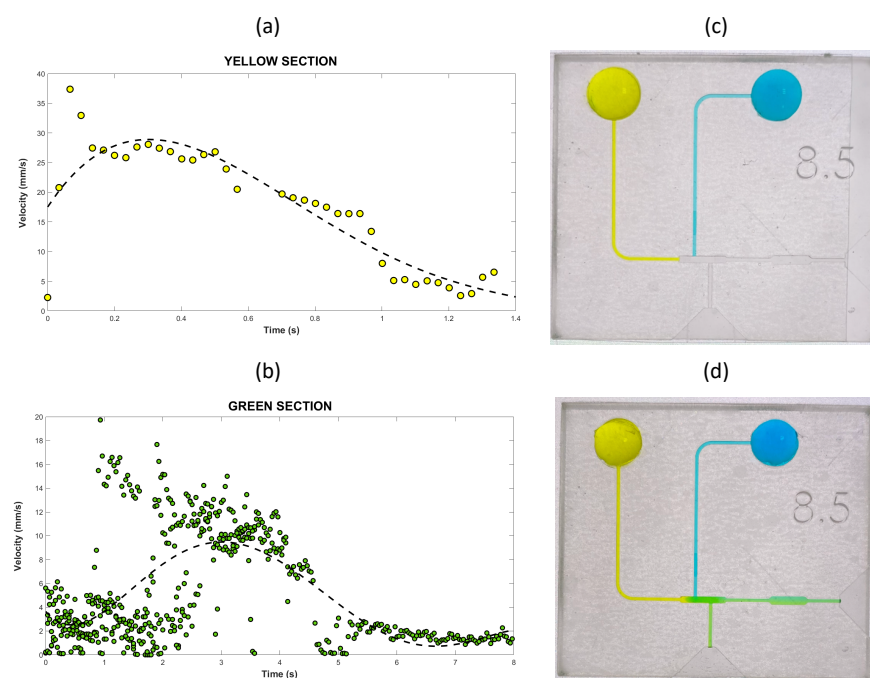 (a)
YELLOW SECTION
Velocity (mm/s)
40
35
30
25
20
15
10
5
0
0 0.2 0.4 0.6 0.8 1 1.2 1.4
Time (s)
(c)
8.5
(b)
GREEN SECTION
Velocity (mm/s)
20
18
16
14
12
10
8
6
4
2
0
0 1 2 3 4 5 6 7 8
Time (s)
(d)
8.5